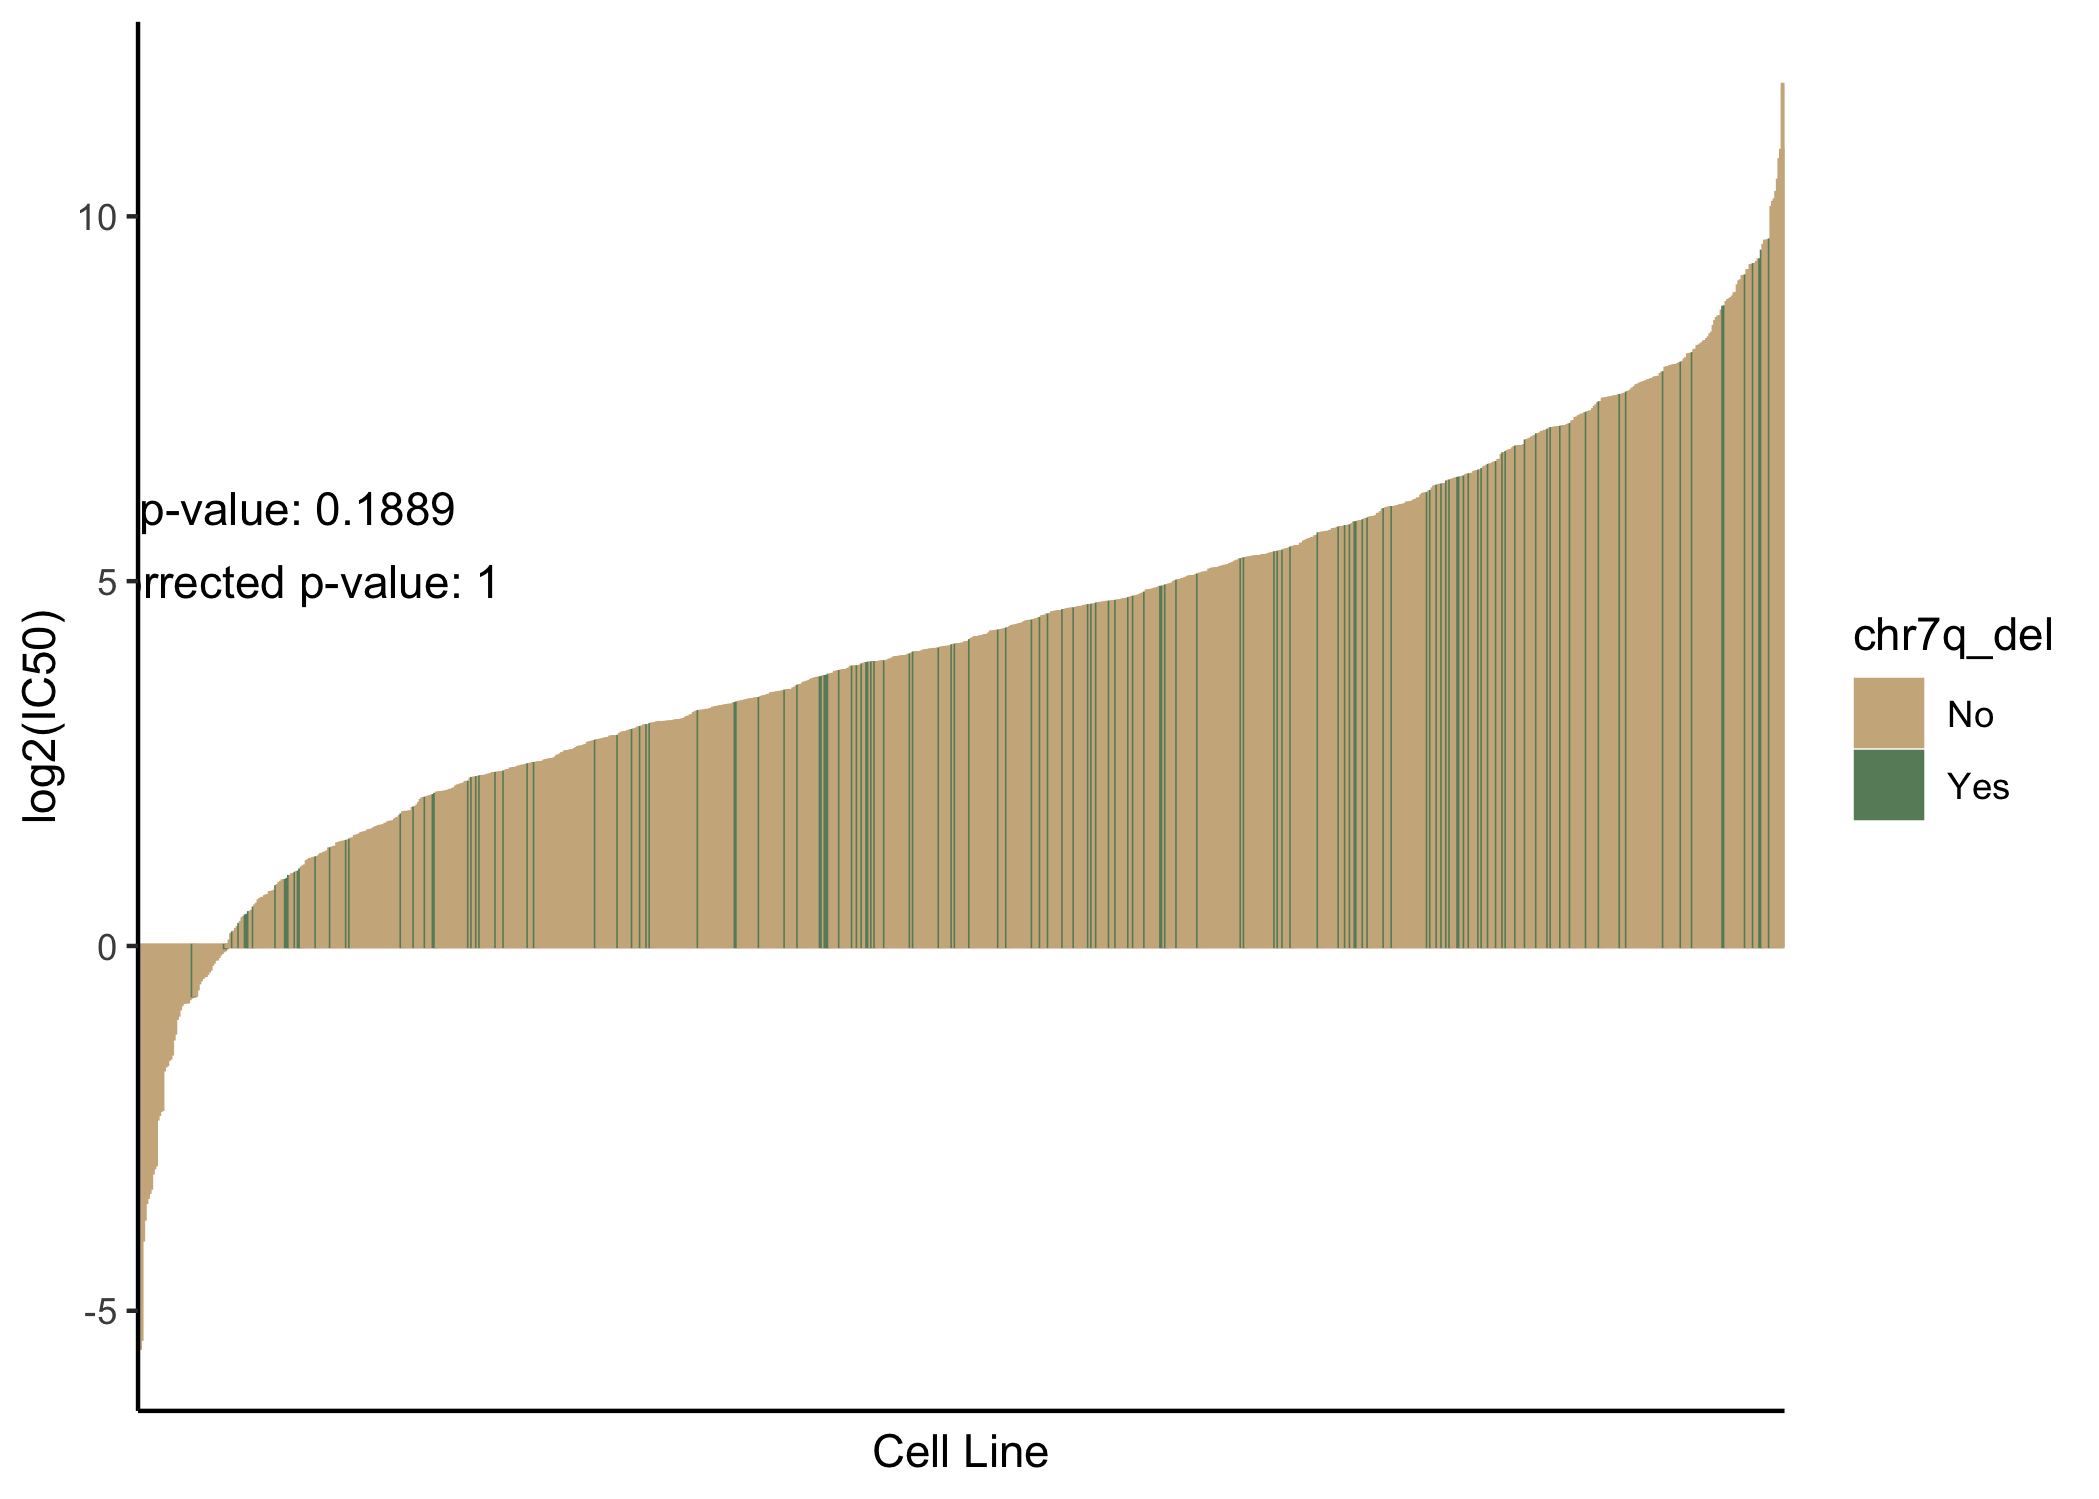 10
p-value: 0.1889
5
rrected p-value: 1
log2(IC50)
0
-5
Cell Line
chr7q_del
No
Yes